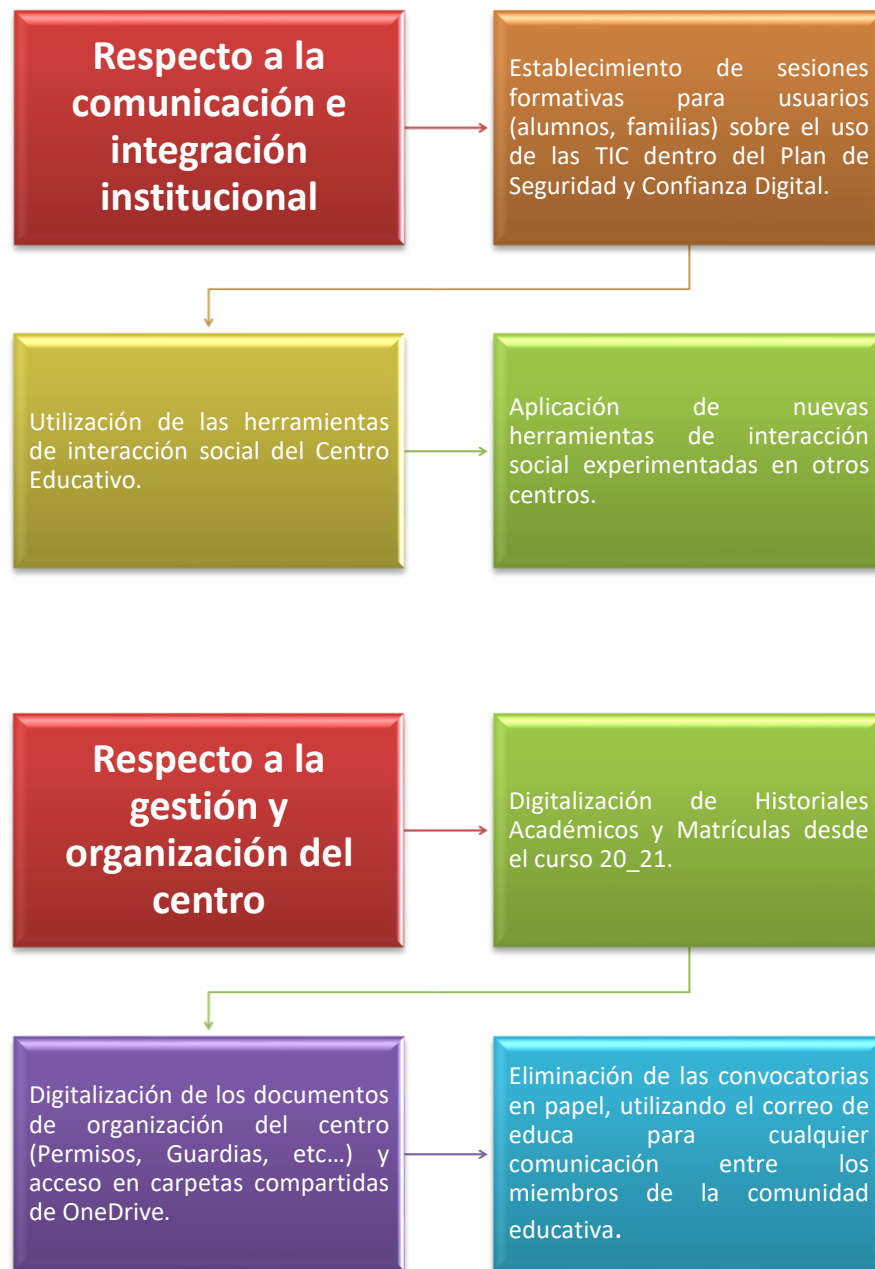 Respecto a la
comunicación e
integración
institucional
Establecimiento de sesiones
formativas para usuarios
(alumnos, familias) sobre el uso
de las TIC dentro del Plan de
Seguridad y Confianza Digital.
Utilización de las herramientas
de interacción social del Centro
Educativo.
Aplicación de nuevas
herramientas de interacción
social experimentadas en otros
centros.
Respecto a la
gestión y
organización del
centro
Digitalización de Historiales
Académicos y Matrículas desde
el curso 20_21.
Digitalización de los documentos
de organización del centro
(Permisos, Guardias, etc...) y
acceso en carpetas compartidas
de OneDrive.
Eliminación de las convocatorias
en papel, utilizando el correo de
educa para cualquier
comunicación entre los
miembros de la comunidad
educativa.